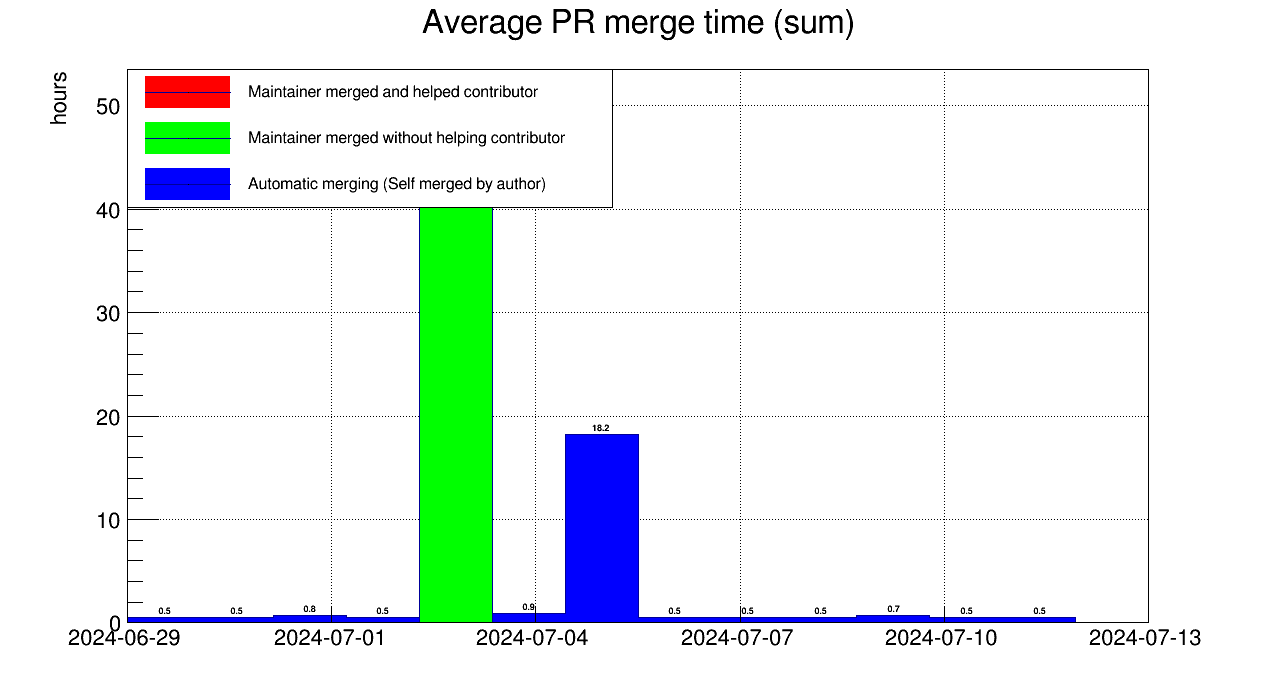 Average PR merge time (sum)
hours
Maintainer merged and helped contributor
Maintainer merged without helping contributor
Automatic merging (Self merged by author)
50
40
30
20
10
0
0.5 0.5 0.8 0.5 0.9 18.2 0.5 0.5 0.5 0.7 0.5 0.5
2024-06-29 2024-07-01 2024-07-04 2024-07-07 2024-07-10 2024-07-13